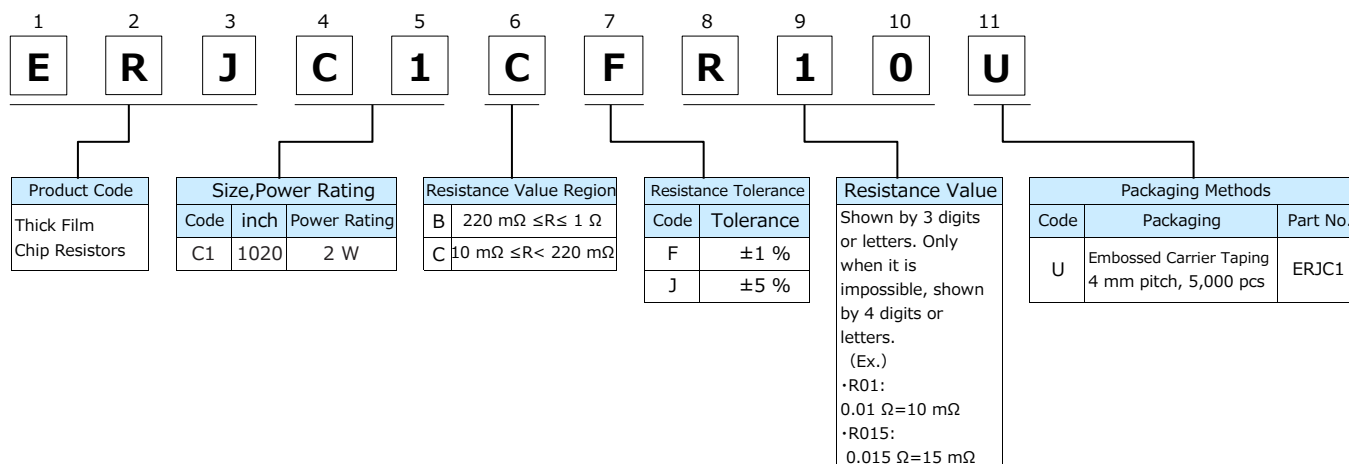 1 2 3 4 5 6 7 8 9 10 11
E R J C 1 C F R 1 0 U
Product Code
Thick Film
Chip Resistors
Size,Power Rating
Code inch Power Rating
C1 1020 2 W
Resistance Value Region
B 220 mΩ ≤R≤ 1 Ω
C 10 mΩ ≤R< 220 mΩ
Resistance Tolerance
Code Tolerance
F ±1 %
J ±5 %
Resistance Value
Shown by 3 digits
or letters. Only
when it is
impossible, shown
by 4 digits or
letters.
(Ex.)
・R01:
0.01 Ω=10 mΩ
・R015:
0.015 Ω=15 mΩ
Packaging Methods
Code Packaging Part No.
U Embossed Carrier Taping
4 mm pitch, 5,000 pcs
ERJC1